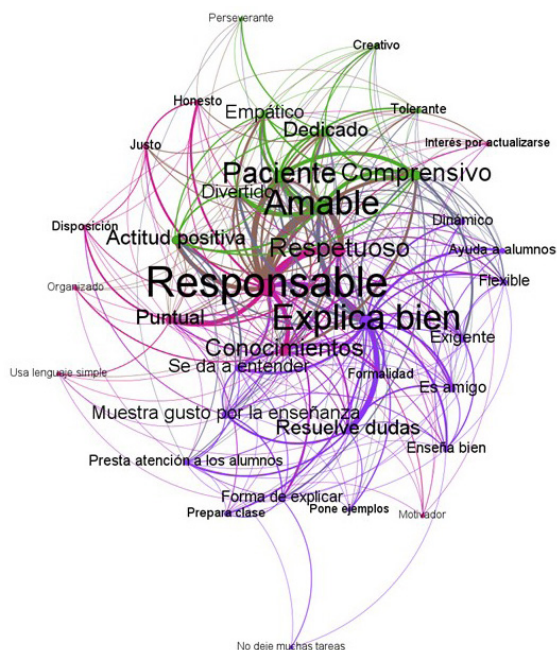 Perseverante
Creativo
Honesto
Empático
Tolerante
Dedicado
Justo
Interés por actualizarse
Paciente
Comprensivo
Divertido
Amable
Dinámico
Disposición
Actitud positiva
Respetuoso
Ayuda a alumnos
Responsable
Flexible
Organizado
Puntual
Explica bien
Exigente
Conocimientos
Se da a entender
Formalidad
Usa lenguaje simple
Es amigo
Muestra gusto por la enseñanza
Resuelve dudas
Enseña bien
Presta atención a los alumnos
Forma de explicar
Prepara clase
Pone ejemplos
Motivador
No deje muchas tareas